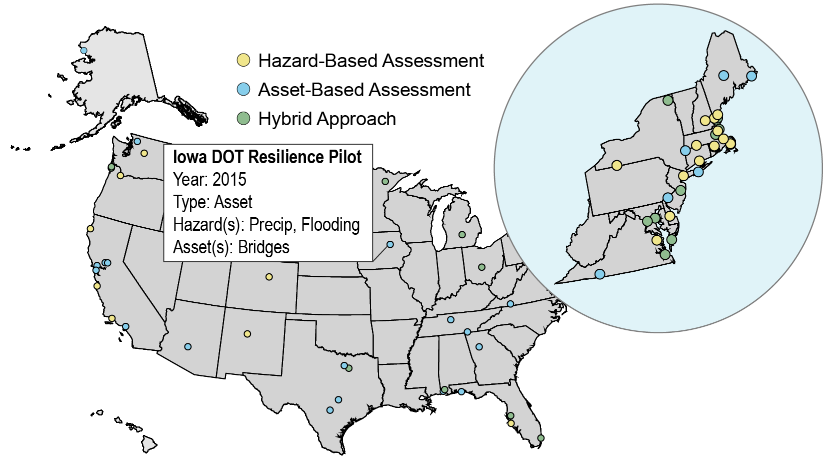 Hazard-Based Assessment
Asset-Based Assessment
Hybrid Approach
Iowa DOT Resilience Pilot
Year: 2015
Type: Asset
Hazard(s): Precip, Flooding
Asset(s): Bridges